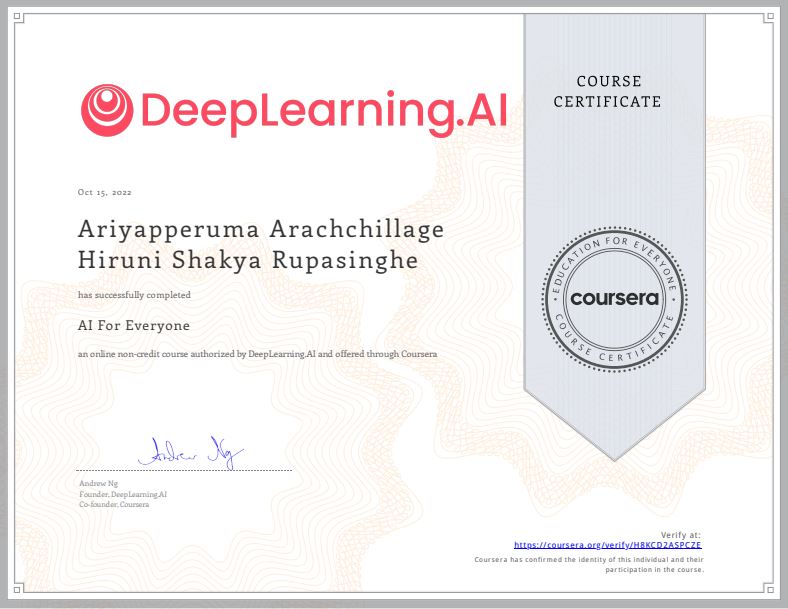 DeepLearning.AI
COURSE
CERTIFICATE
Oct 15, 2022
Ariyapperuma Arachchillage
Hiruni Shakya Rupasinghe
has successfully completed
AI For Everyone
an online non-credit course authorized by DeepLearning.AI and offered through Coursera
EDUCATION FOR EVERYONE
coursera
COURSE CERTIFICATE
Andrew Ng
Andrew Ng
Founder, DeepLearning.AI
Co-founder, Coursera
Verify at:
https://coursera.org/verify/H8KCD2ASPCZE
Coursera has confirmed the identity of this individual and their
participation in the course.